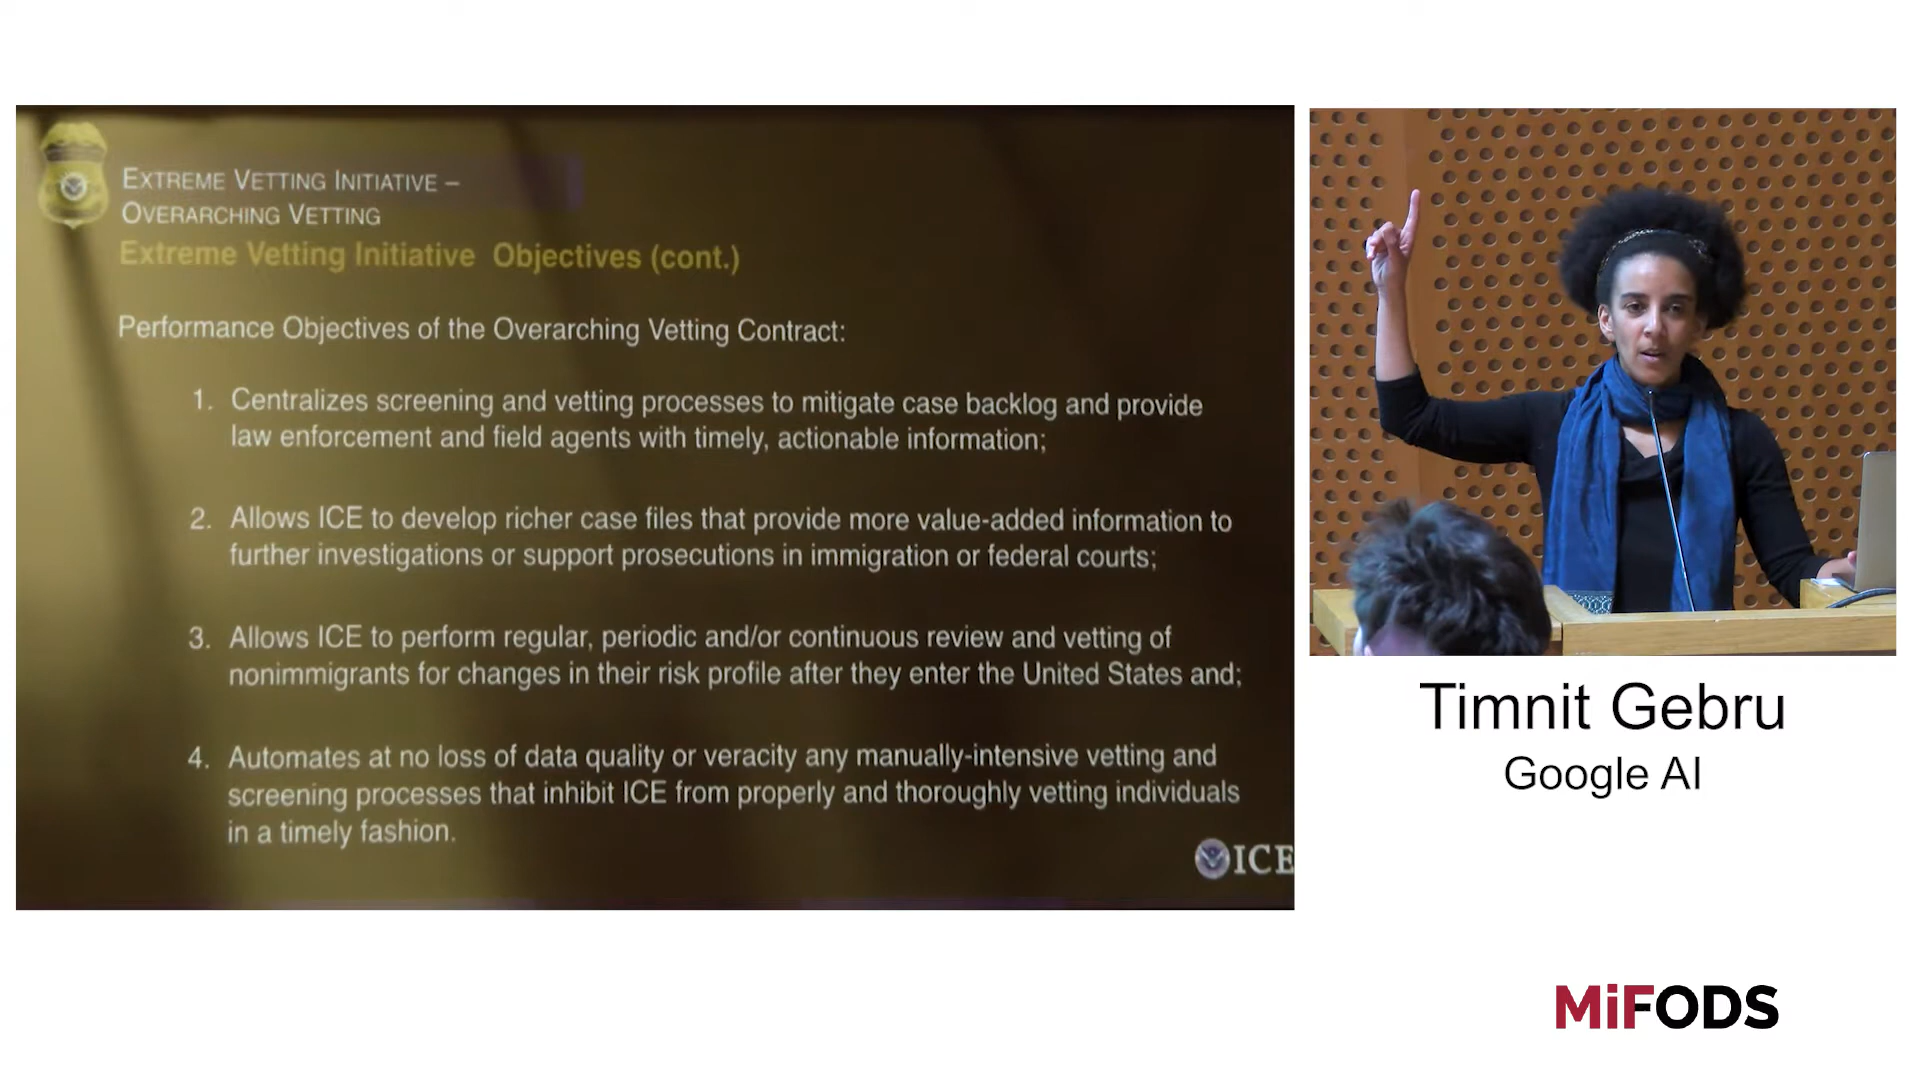 EXTREME VETTING INITIATIVE –
OVERARCHING VETTING
Extreme Vetting Initiative Objectives (cont.)
Performance Objectives of the Overarching Vetting Contract:
1. Centralizes screening and vetting processes to mitigate case backlog and provide
law enforcement and field agents with timely, actionable information;
2. Allows ICE to develop richer case files that provide more value-added information to
further investigations or support prosecutions in immigration or federal courts;
3. Allows ICE to perform regular, periodic and/or continuous review and vetting of
nonimmigrants for changes in their risk profile after they enter the United States and;
4. Automates at no loss of data quality or veracity any manually-intensive vetting and
screening processes that inhibit ICE from properly and thoroughly vetting individuals
in a timely fashion.
ICE
Timnit Gebru
Google AI
MiFODS